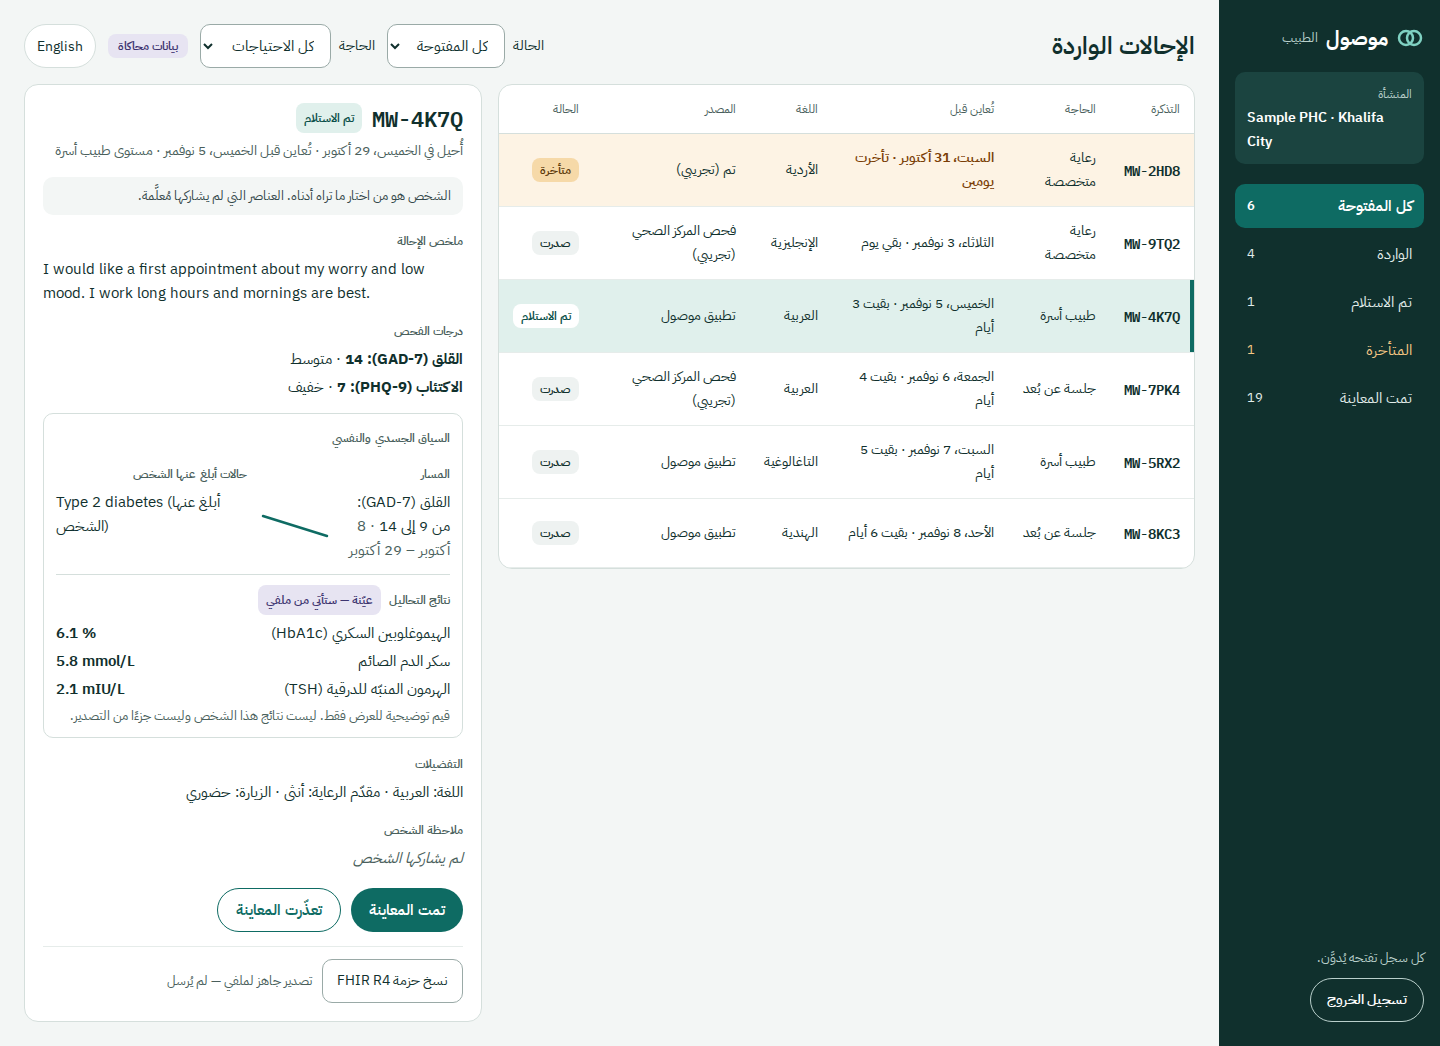 موصول الطبيب
المنشأة
Sample PHC · Khalifa
City
كل المفتوحة 6
الواردة 4
تم الاستلام 1
المتأخرة 1
تمت المعاينة 19
كل سجل تفتحه يُدوَّن.
تسجيل الخروج
الإحالات الواردة
الحالة كل المفتوحة
الحاجة كل الاحتياجات
بيانات محاكاة
English
التذكرة الحاجة تُعاين قبل اللغة المصدر الحالة
MW-2HD8 رعاية متخصصة السبت، 31 أكتوبر · تأخرت يومين الأردية تم (تجريبي) متأخرة
MW-9TQ2 رعاية متخصصة الثلاثاء، 3 نوفمبر · بقي يوم الإنجليزية فحص المركز الصحي (تجريبي) صدرت
MW-4K7Q طبيب أسرة الخميس، 5 نوفمبر · بقيت 3 أيام العربية تطبيق موصول تم الاستلام
MW-7PK4 جلسة عن بُعد الجمعة، 6 نوفمبر · بقيت 4 أيام العربية فحص المركز الصحي (تجريبي) صدرت
MW-5RX2 طبيب أسرة السبت، 7 نوفمبر · بقيت 5 أيام التاغالوغية تطبيق موصول صدرت
MW-8KC3 جلسة عن بُعد الأحد، 8 نوفمبر · بقيت 6 أيام الهندية تطبيق موصول صدرت
MW-4K7Q تم الاستلام
أُحيل في الخميس، 29 أكتوبر · تُعاين قبل الخميس، 5 نوفمبر · مستوى طبيب أسرة
الشخص هو من اختار ما تراه أدناه. العناصر التي لم يشاركها مُعلَّمة.
ملخص الإحالة
I would like a first appointment about my worry and low
mood. I work long hours and mornings are best.
درجات الفحص
القلق (GAD-7): 14 · متوسط
الاكتئاب (PHQ-9): 7 · خفيف
السياق الجسدي والنفسي
المسار
القلق (GAD-7):
من 9 إلى 14 · 8
أكتوبر – 29 أكتوبر
حالات أبلغ عنها الشخص
Type 2 diabetes (أبلغ عنها
الشخص)
نتائج التحاليل عيّنة — ستأتي من ملفي
الهيموغلوبين السكري (HbA1c) 6.1 %
سكر الدم الصائم 5.8 mmol/L
الهرمون المنبّه للدرقية (TSH) 2.1 mIU/L
قيم توضيحية للعرض فقط. ليست نتائج هذا الشخص وليست جزءًا من التصدير.
التفضيلات
اللغة: العربية · مقدّم الرعاية: أنثى · الزيارة: حضوري
ملاحظة الشخص
لم يشاركها الشخص
تمت المعاينة تعذّرت المعاينة
نسخ حزمة FHIR R4 تصدير جاهز لملفي — لم يُرسل